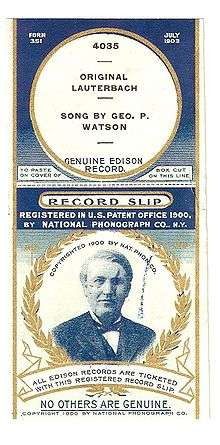 FORM 351
JULY 1903
4035
ORIGINAL
LAUTERBACH
SONG BY GEO. P.
WATSON
GENUINE EDISON
RECORD.
TO PASTE ON COVER OF
BOX CUT ON THIS LINE
RECORD SLIP
REGISTERED IN U.S. PATENT OFFICE 1900,
BY NATIONAL PHONOGRAPH CO. N.Y.
COPYRIGHTED 1900 BY NAT. PHON. CO.
ALL EDISON RECORDS ARE TICKETED
WITH THIS REGISTERED RECORD SLIP.
NO OTHERS ARE GENUINE.
COPYRIGHT 1900 BY NATIONAL PHONOGRAPH CO.